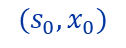 (s₀, x₀)